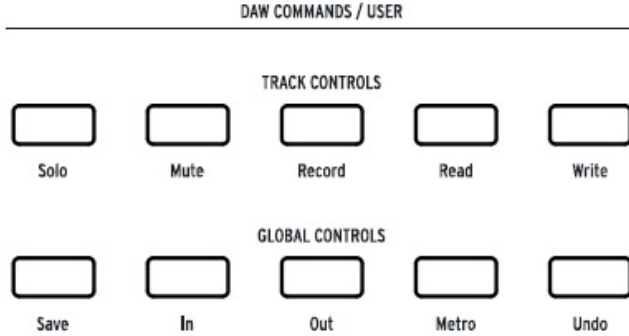 DAW COMMANDS / USER
TRACK CONTROLS
Solo Mute Record Read Write
GLOBAL CONTROLS
Save In Out Metro Undo